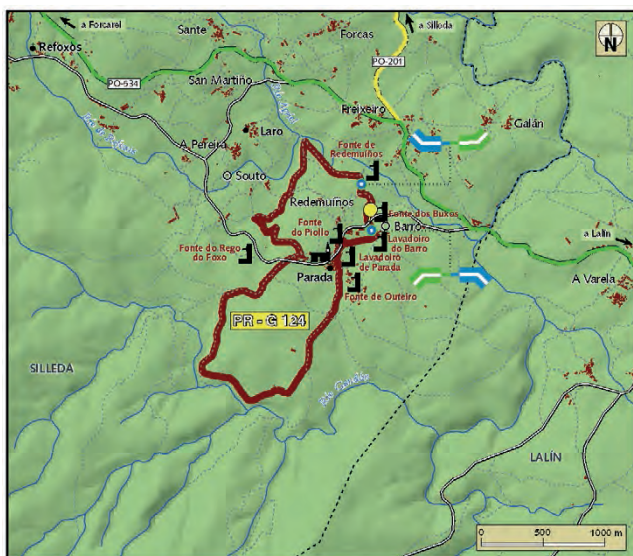 a Forcarei
Sante
Forcas
a Silleda
N
Refoxos
PO-534
San Martiño
PO-201
Freixeiro
Galán
Laro
A Pereira
Fonte de
Redemuíños
Souto
Redemuíños
Fonte
do Piollo
Fonte dos Buxos
Barro
a Lalín
Fonte do Rego
do Foxo
Lavadoiro
do Barro
Lavadoiro
de Parada
Parada
Fonte de Outeiro
A Varela
PR - G 124
SILLEDA
LALÍN
0 500 1000 m